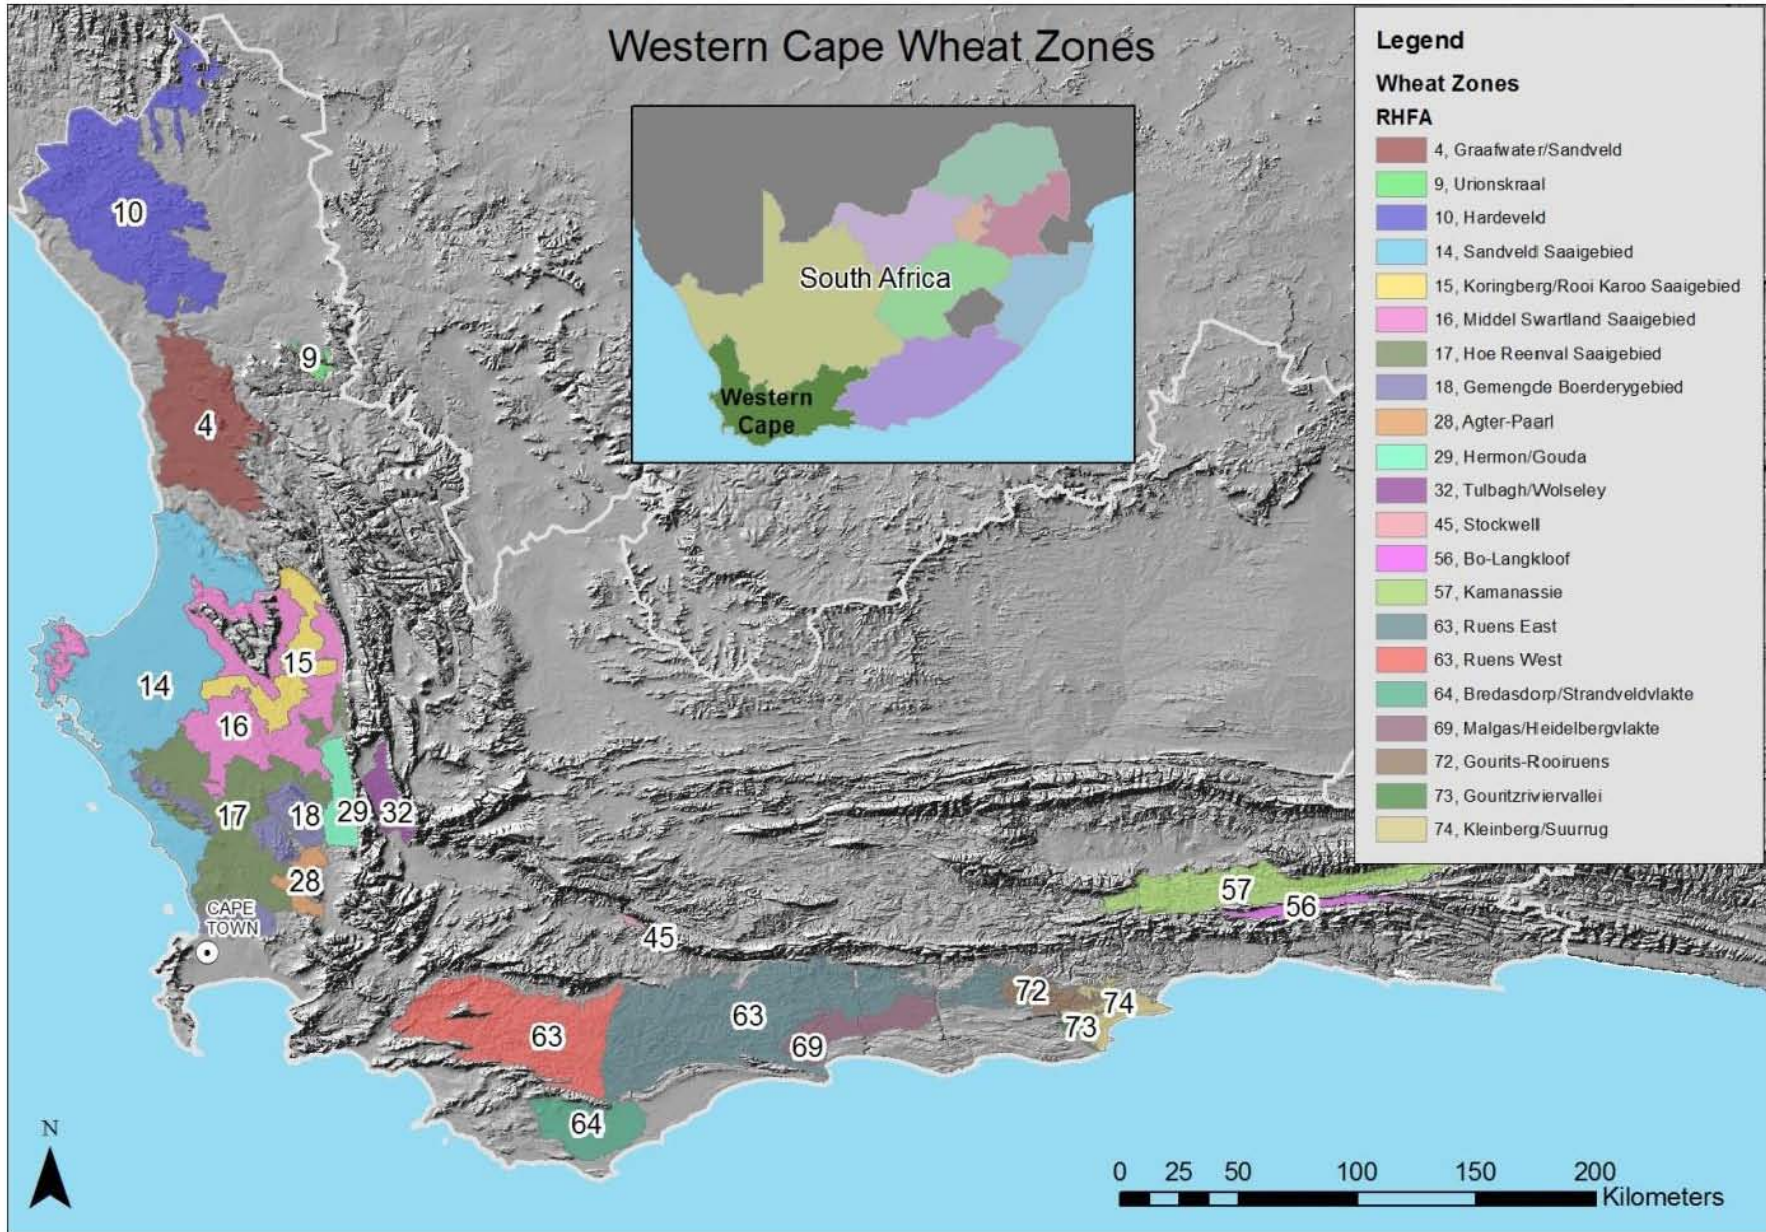 Western Cape Wheat Zones
South Africa
Western
Cape
Legend
Wheat Zones
RHFA
4, Graafwater/Sandveld
9, Urionskraal
10, Hardeveld
14, Sandveld Saaigebied
15, Koringberg/Rooi Karoo Saaigebied
16, Middel Swartland Saaigebied
17, Hoe Reenval Saaigebied
18, Gemengde Boerderygebied
28, Agter-Paarl
29, Hermon/Gouda
32, Tulbagh/Wolseley
45, Stockwell
56, Bo-Langkloof
57, Kamanassie
63, Ruens East
63, Ruens West
64, Bredasdorp/Strandveldvlakte
69, Malgas/Heidelbergvlakte
72, Gourits-Rooiruens
73, Gouritzriviervallei
74, Kleinberg/Suurrug
10
9
4
15
14
16
17
18
29
32
28
CAPE
TOWN
45
57
56
63
63
69
72
74
73
64
N
0 25 50 100 150 200
Kilometers